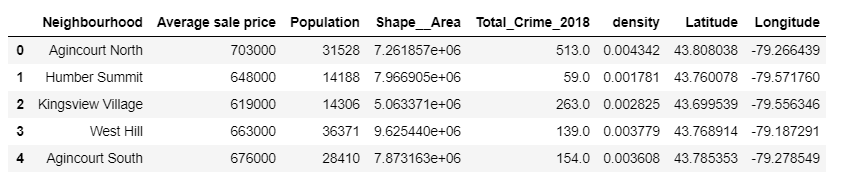 Neighbourhood Average sale price Population Shape__Area Total_Crime_2018 density Latitude Longitude
0 Agincourt North 703000 31528 7.261857e+06 513.0 0.004342 43.808038 -79.266439
1 Humber Summit 648000 14188 7.966905e+06 59.0 0.001781 43.760078 -79.571760
2 Kingsview Village 619000 14306 5.063371e+06 263.0 0.002825 43.699539 -79.556346
3 West Hill 663000 36371 9.625440e+06 139.0 0.003779 43.768914 -79.187291
4 Agincourt South 676000 28410 7.873163e+06 154.0 0.003608 43.785353 -79.278549